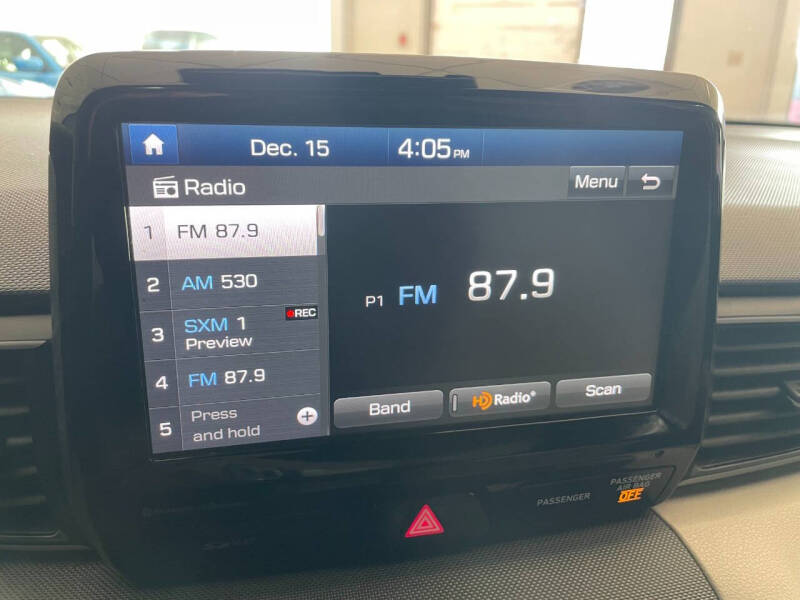 Dec. 15 4:05 PM
Radio Menu
1 FM 87.9
2 AM 530
3 SXM 1 REC
Preview
4 FM 87.9
5 Press
and hold
P1 FM 87.9
Band HD Radio® Scan
PASSENGER
PASSENGER
AIR BAG
OFF